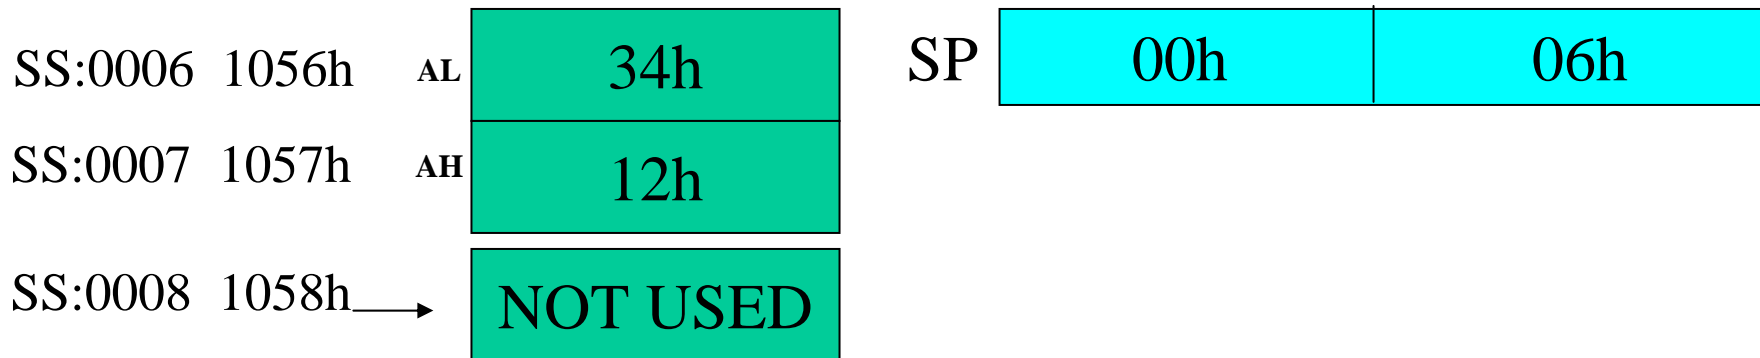 SS:0006 1056h AL 34h SP 00h 06h
SS:0007 1057h AH 12h
SS:0008 1058h NOT USED